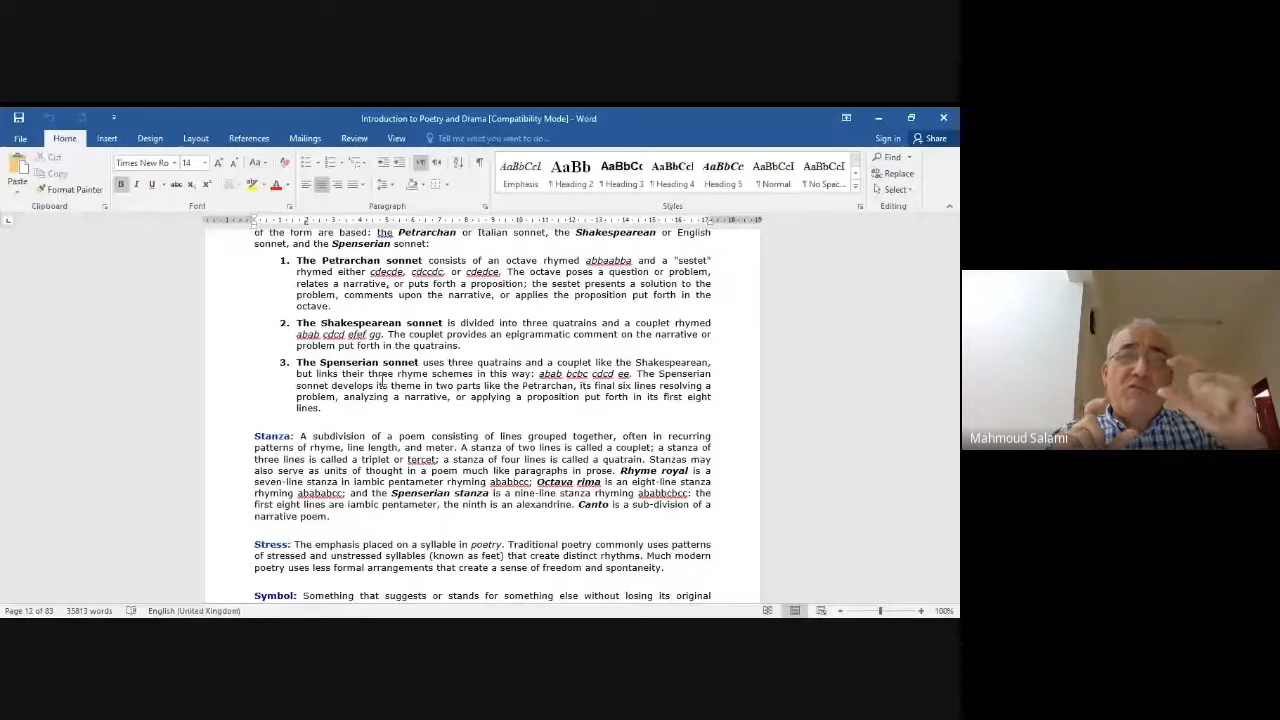 Introduction to Poetry and Drama [Compatibility Mode] - Word
File Home Insert Design Layout References Mailings Review View Tell me what you want to do... Sign in Share
Paste Cut Copy Format Painter
Clipboard
Times New Ro 14
Font
Paragraph
AaBbCcI AaBb AaBbCc AaBbCcI AaBbCc AaBbCcI AaBbCcI
Emphasis ¶ Heading 2 ¶ Heading 3 ¶ Heading 4 Heading 5 ¶ Normal ¶ No Spac...
Styles
Find
Replace
Select
Editing
of the form are based: the Petrarchan or Italian sonnet, the Shakespearean or English
sonnet, and the Spenserian sonnet:
1. The Petrarchan sonnet consists of an octave rhymed abbaabba and a "sestet"
rhymed either cdecde, cdccdc, or cdedce. The octave poses a question or problem,
relates a narrative, or puts forth a proposition; the sestet presents a solution to the
problem, comments upon the narrative, or applies the proposition put forth in the
octave.
2. The Shakespearean sonnet is divided into three quatrains and a couplet rhymed
abab cdcd efef gg. The couplet provides an epigrammatic comment on the narrative or
problem put forth in the quatrains.
3. The Spenserian sonnet uses three quatrains and a couplet like the Shakespearean,
but links their three rhyme schemes in this way: abab bcbc cdcd ee. The Spenserian
sonnet develops its theme in two parts like the Petrarchan, its final six lines resolving a
problem, analyzing a narrative, or applying a proposition put forth in its first eight
lines.
Stanza: A subdivision of a poem consisting of lines grouped together, often in recurring
patterns of rhyme, line length, and meter. A stanza of two lines is called a couplet; a stanza of
three lines is called a triplet or tercet; a stanza of four lines is called a quatrain. Stanzas may
also serve as units of thought in a poem much like paragraphs in prose. Rhyme royal is a
seven-line stanza in iambic pentameter rhyming ababbcc; Octava rima is an eight-line stanza
rhyming abababcc; and the Spenserian stanza is a nine-line stanza rhyming ababbcbcc: the
first eight lines are iambic pentameter, the ninth is an alexandrine. Canto is a sub-division of a
narrative poem.
Stress: The emphasis placed on a syllable in poetry. Traditional poetry commonly uses patterns
of stressed and unstressed syllables (known as feet) that create distinct rhythms. Much modern
poetry uses less formal arrangements that create a sense of freedom and spontaneity.
Symbol: Something that suggests or stands for something else without losing its original
Page 12 of 83 35813 words English (United Kingdom) 100%
Mahmoud Salami